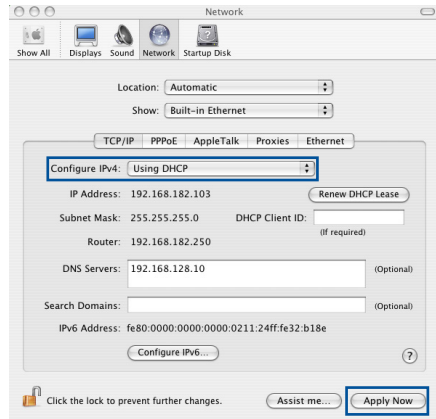 Network
Show All Displays Sound Network Startup Disk
Location: Automatic
Show: Built-in Ethernet
TCP/IP PPPoE AppleTalk Proxies Ethernet
Configure IPv4: Using DHCP
IP Address: 192.168.182.103 Renew DHCP Lease
Subnet Mask: 255.255.255.0 DHCP Client ID:
(If required)
Router: 192.168.182.250
DNS Servers: 192.168.128.10 (Optional)
Search Domains: (Optional)
IPv6 Address: fe80:0000:0000:0000:0211:24ff:fe32:b18e
Configure IPv6... ?
Click the lock to prevent further changes. Assist me... Apply Now